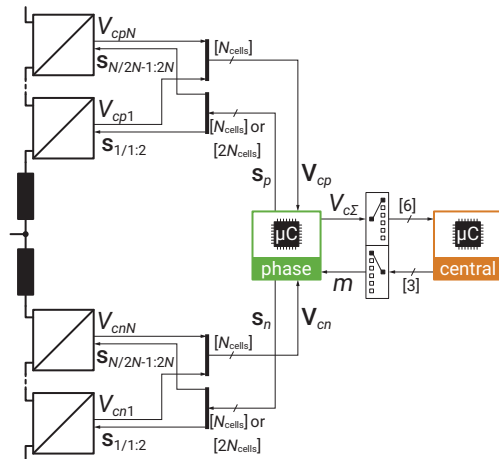 V_cpN
[N_cells]
S_N/2N-1:2N
V_cp1
[N_cells] or
[2N_cells]
S_1/1:2
S_p
V_cp
V_cΣ
[6]
μC
μC
phase
central
m
[3]
S_n
V_cn
V_cnN
[N_cells]
S_N/2N-1:2N
V_cn1
[N_cells] or
[2N_cells]
S_1/1:2